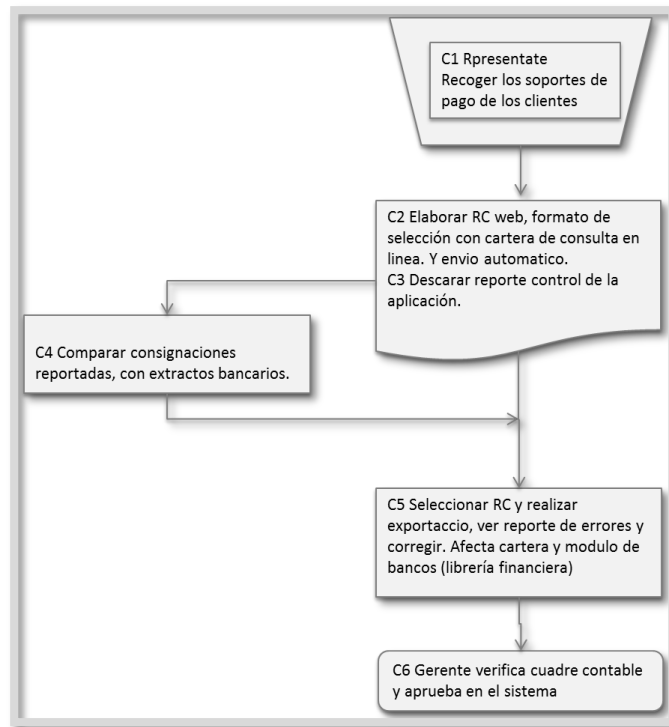 C1 Rpresentate
Recoger los soportes de
pago de los clientes
C2 Elaborar RC web, formato de
selección con cartera de consulta en
linea. Y envio automatico.
C3 Descarar reporte control de la
aplicación.
C4 Comparar consignaciones
reportadas, con extractos bancarios.
C5 Seleccionar RC y realizar
exportaccio, ver reporte de errores y
corregir. Afecta cartera y modulo de
bancos (librería financiera)
C6 Gerente verifica cuadre contable
y aprueba en el sistema